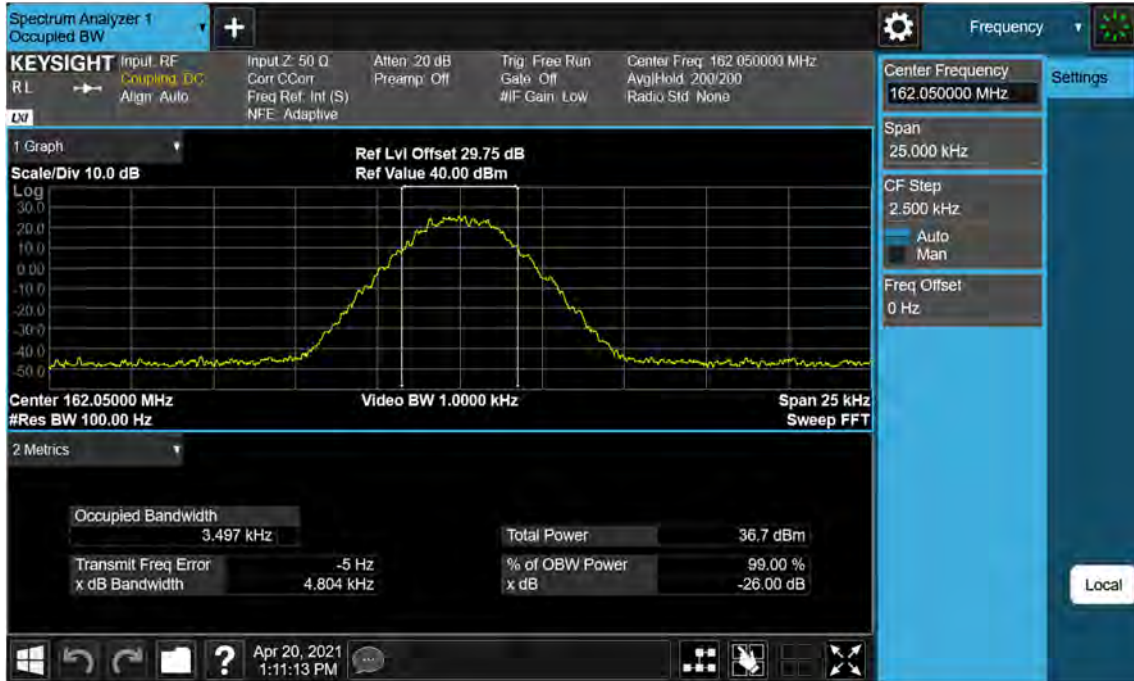 Spectrum Analyzer 1
Occupied BW
+
Frequency
KEYSIGHT
RL
LXI
Input: RF
Coupling: DC
Align: Auto
Input Z: 50 Ω
Corr CCorr
Freq Ref: Int (S)
NFE: Adaptive
Atten: 20 dB
Preamp: Off
Trig: Free Run
Gate: Off
#IF Gain: Low
Center Freq: 162.050000 MHz
Avg|Hold: 200/200
Radio Std: None
Center Frequency
162.050000 MHz
Settings
Span
25.000 kHz
CF Step
2.500 kHz
Auto
Man
Freq Offset
0 Hz
1 Graph
Scale/Div 10.0 dB
Ref Lvl Offset 29.75 dB
Ref Value 40.00 dBm
Log
30.0
20.0
10.0
0.00
-10.0
-20.0
-30.0
-40.0
-50.0
Center 162.05000 MHz
#Res BW 100.00 Hz
Video BW 1.0000 kHz
Span 25 kHz
Sweep FFT
2 Metrics
Occupied Bandwidth
3.497 kHz
Total Power 36.7 dBm
Transmit Freq Error -5 Hz
% of OBW Power 99.00 %
x dB Bandwidth 4.804 kHz
x dB -26.00 dB
Local
?
Apr 20, 2021
1:11:13 PM